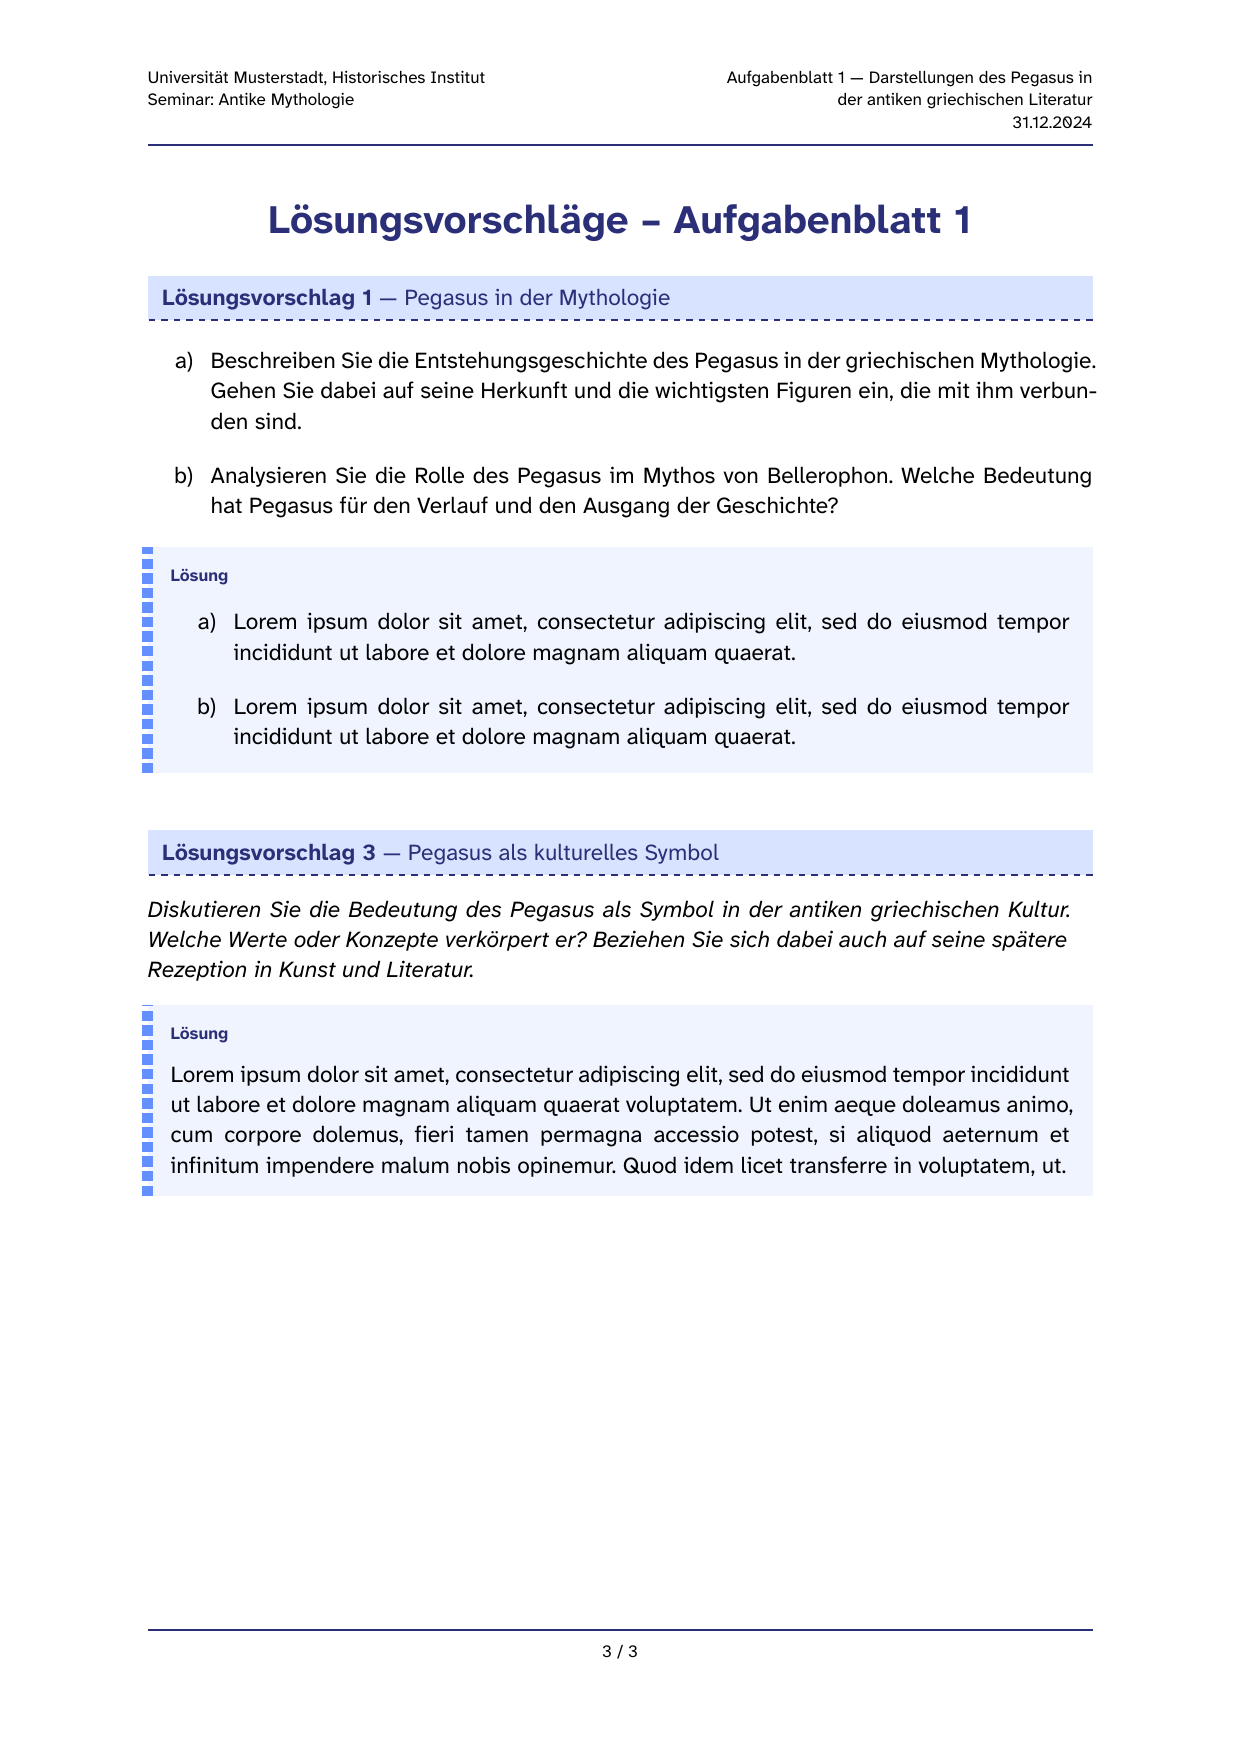 Universität Musterstadt, Historisches Institut
Seminar: Antike Mythologie
Aufgabenblatt 1 — Darstellungen des Pegasus in
der antiken griechischen Literatur
31.12.2024
Lösungsvorschläge – Aufgabenblatt 1
Lösungsvorschlag 1 — Pegasus in der Mythologie
a) Beschreiben Sie die Entstehungsgeschichte des Pegasus in der griechischen Mythologie.
Gehen Sie dabei auf seine Herkunft und die wichtigsten Figuren ein, die mit ihm verbun-
den sind.
b) Analysieren Sie die Rolle des Pegasus im Mythos von Bellerophon. Welche Bedeutung
hat Pegasus für den Verlauf und den Ausgang der Geschichte?
Lösung
a) Lorem ipsum dolor sit amet, consectetur adipiscing elit, sed do eiusmod tempor
incididunt ut labore et dolore magnam aliquam quaerat.
b) Lorem ipsum dolor sit amet, consectetur adipiscing elit, sed do eiusmod tempor
incididunt ut labore et dolore magnam aliquam quaerat.
Lösungsvorschlag 3 — Pegasus als kulturelles Symbol
Diskutieren Sie die Bedeutung des Pegasus als Symbol in der antiken griechischen Kultur.
Welche Werte oder Konzepte verkörpert er? Beziehen Sie sich dabei auch auf seine spätere
Rezeption in Kunst und Literatur.
Lösung
Lorem ipsum dolor sit amet, consectetur adipiscing elit, sed do eiusmod tempor incididunt
ut labore et dolore magnam aliquam quaerat voluptatem. Ut enim aeque doleamus animo,
cum corpore dolemus, fieri tamen permagna accessio potest, si aliquod aeternum et
infinitum impendere malum nobis opinemur. Quod idem licet transferre in voluptatem, ut.
3 / 3